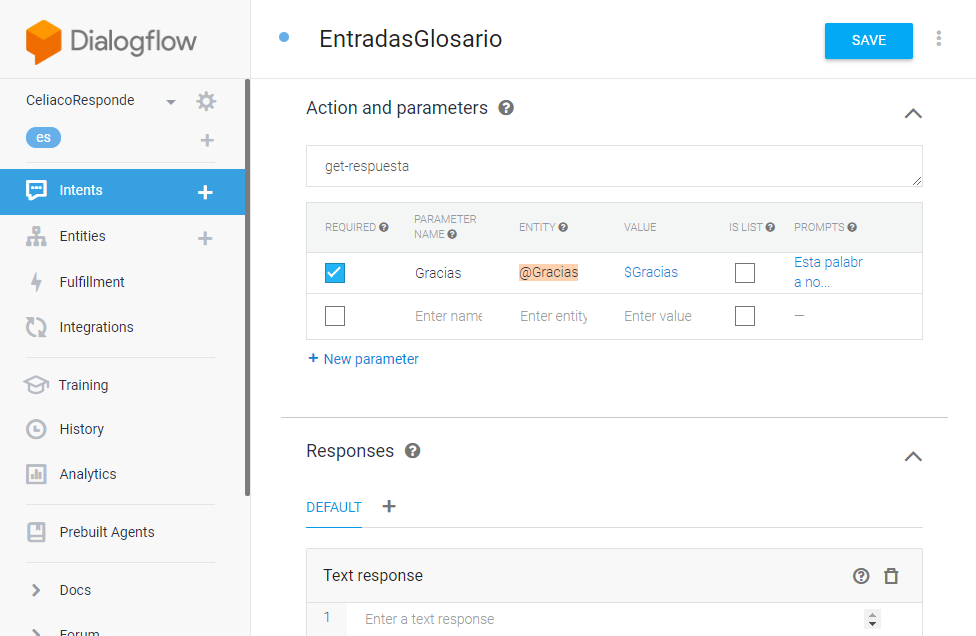 Dialogflow
CeliacoResponde
es
Intents
Entities
Fulfillment
Integrations
Training
History
Analytics
Prebuilt Agents
Docs
Forum
EntradasGlosario
SAVE
Action and parameters
get-respuesta
REQUIRED
PARAMETER
NAME
ENTITY
VALUE
IS LIST
PROMPTS
Gracias
@Gracias
$Gracias
Esta palabr
a no...
Enter name
Enter entity
Enter value
—
+ New parameter
Responses
DEFAULT
Text response
1
Enter a text response